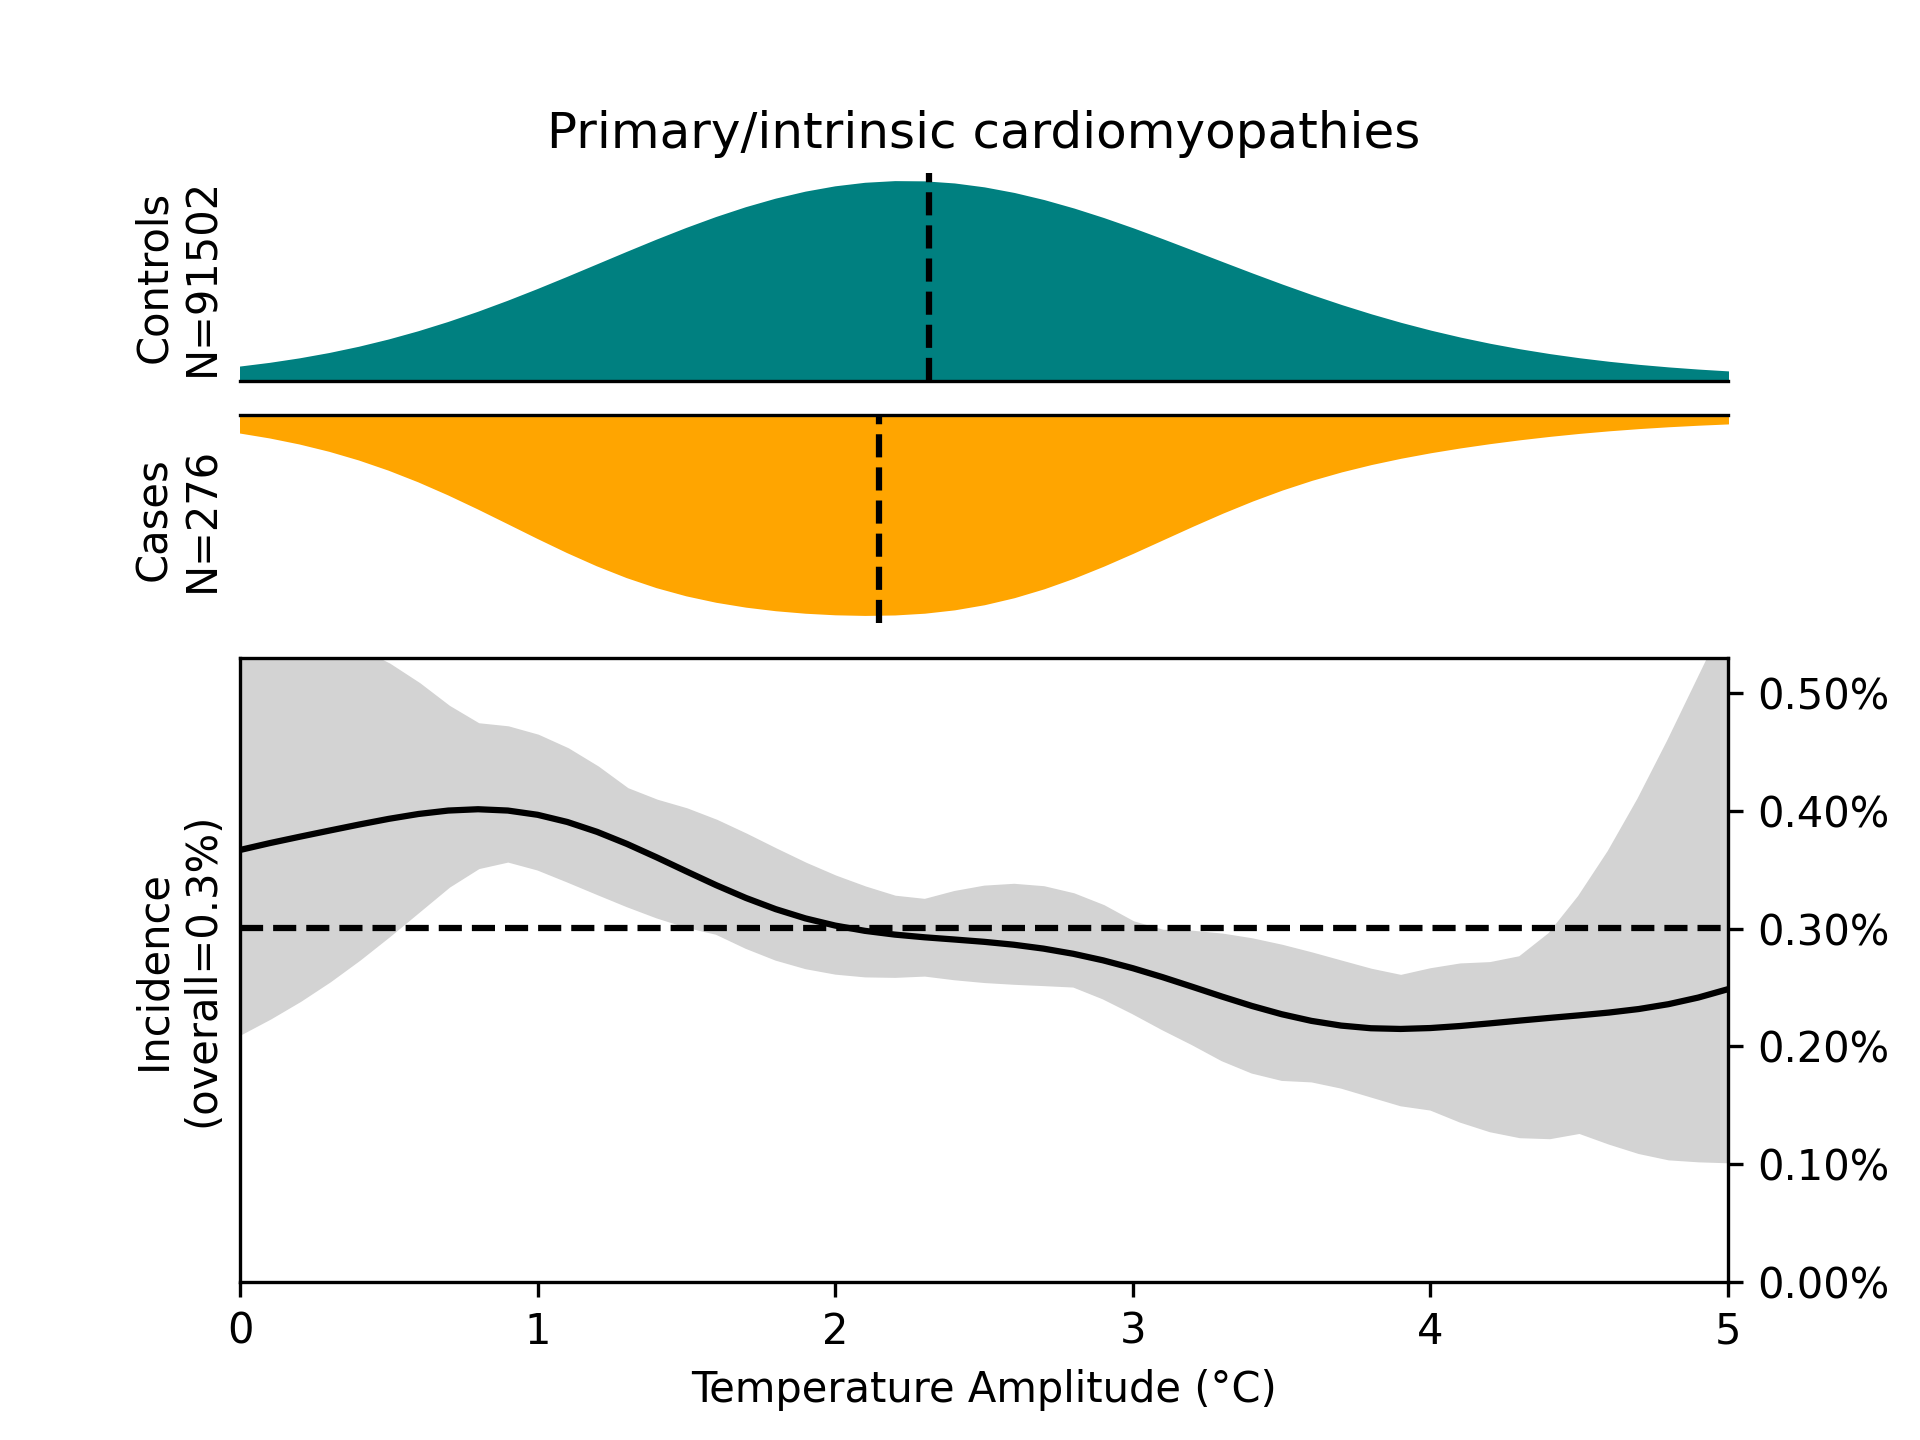 Primary/intrinsic cardiomyopathies
Controls
N=91502
Cases
N=276
Incidence
(overall=0.3%)
0.50%
0.40%
0.30%
0.20%
0.10%
0.00%
0 1 2 3 4 5
Temperature Amplitude (°C)